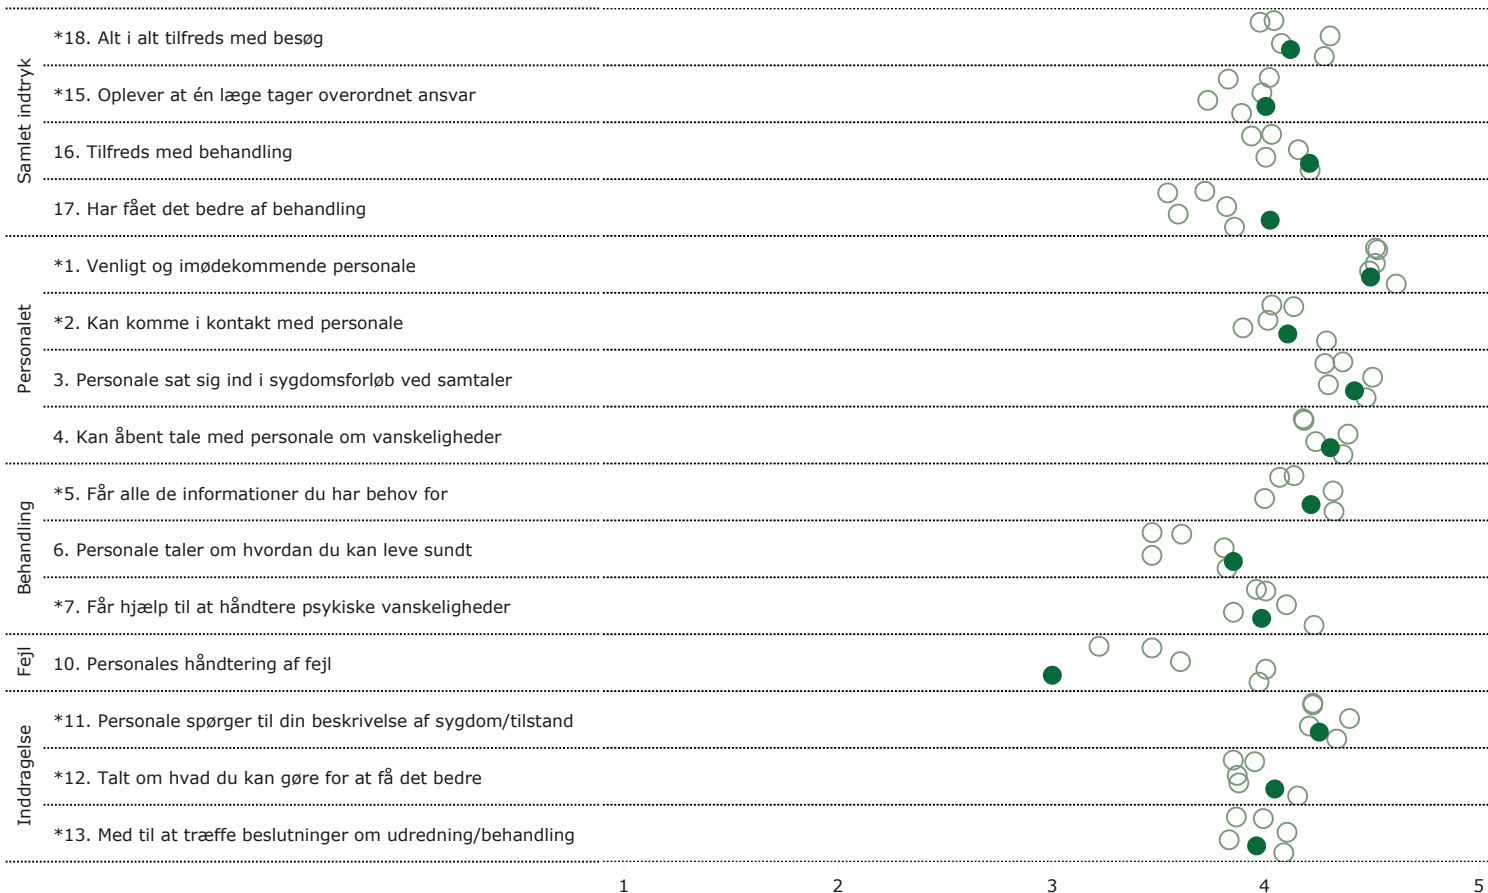 Samlet indtryk
*18. Alt i alt tilfreds med besøg
*15. Oplever at én læge tager overordnet ansvar
16. Tilfreds med behandling
17. Har fået det bedre af behandling
Personalet
*1. Venligt og imødekommende personale
*2. Kan komme i kontakt med personale
3. Personale sat sig ind i sygdomsforløb ved samtaler
4. Kan åbent tale med personale om vanskeligheder
Behandling
*5. Får alle de informationer du har behov for
6. Personale taler om hvordan du kan leve sundt
*7. Får hjælp til at håndtere psykiske vanskeligheder
Fejl
10. Personales håndtering af fejl
Inddragelse
*11. Personale spørger til din beskrivelse af sygdom/tilstand
*12. Talt om hvad du kan gøre for at få det bedre
*13. Med til at træffe beslutninger om udredning/behandling
1 2 3 4 5